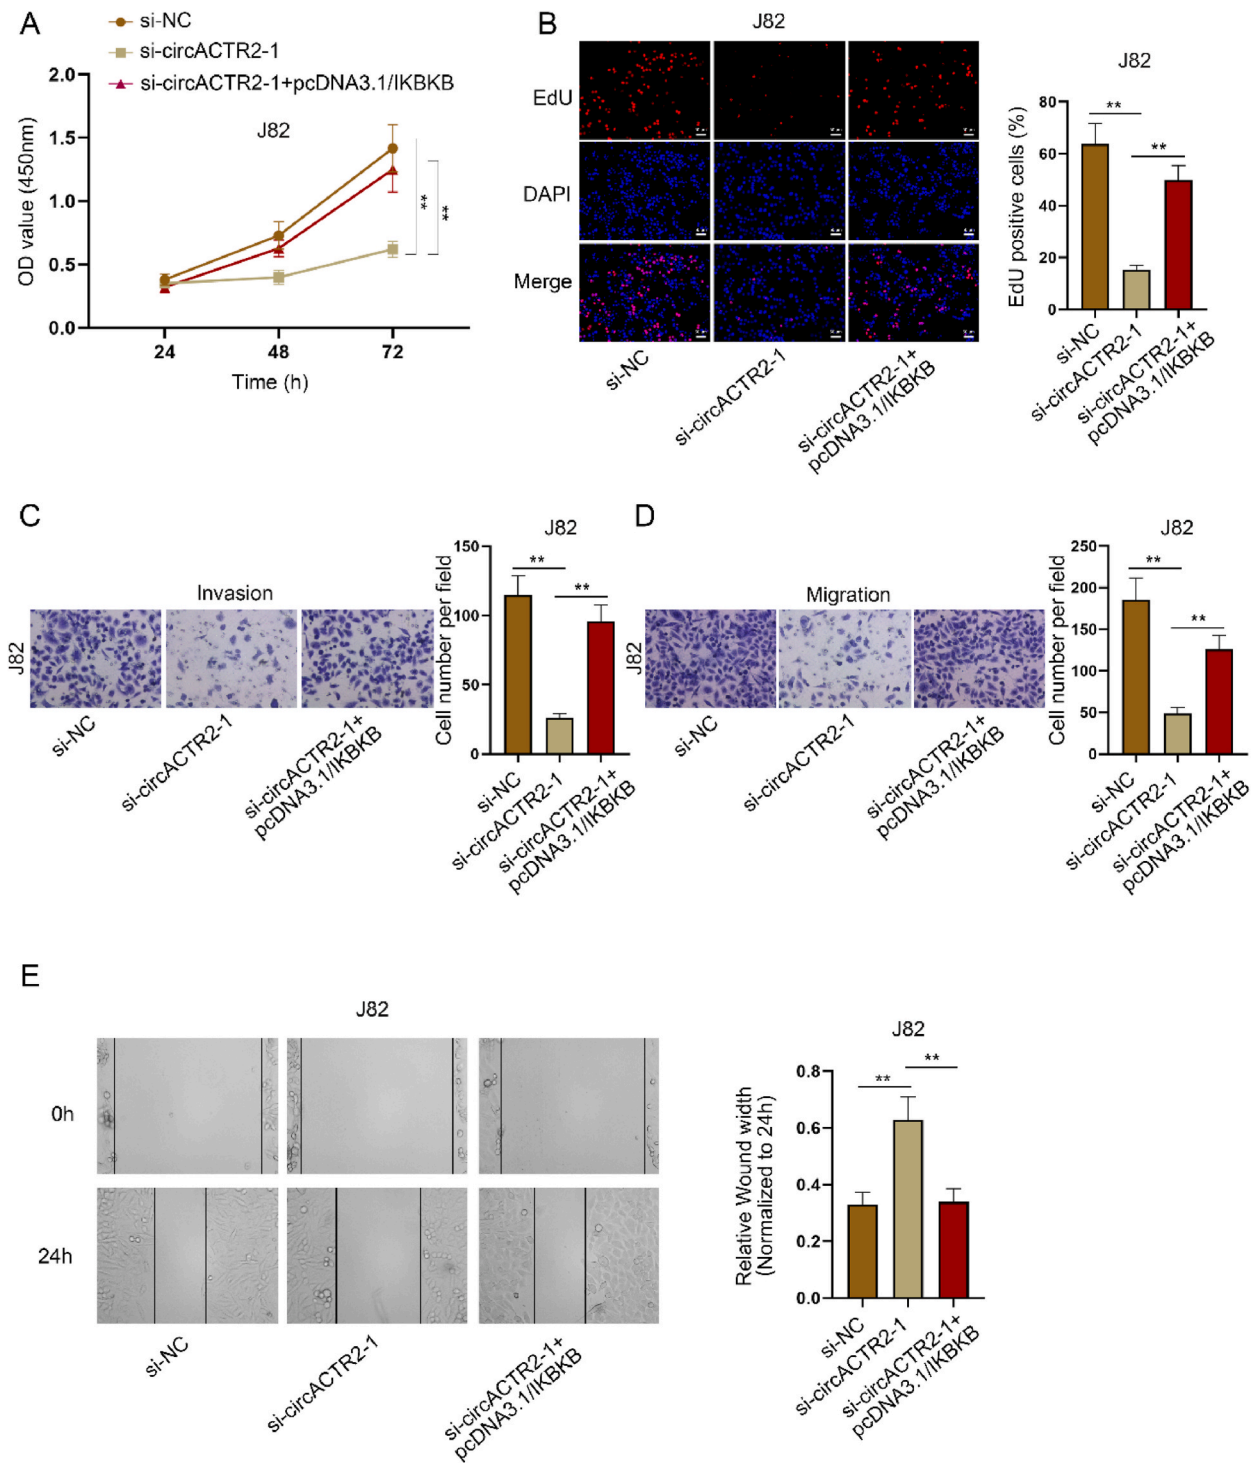 A
si-NC
si-circACTR2-1
si-circACTR2-1+pcDNA3.1/IKBKB
J82
OD value (450nm)
2.0
1.5
1.0
0.5
0.0
24
48
72
Time (h)
**
**
B
J82
EdU
DAPI
Merge
si-NC
si-circACTR2-1
si-circACTR2-1+
pcDNA3.1/IKBKB
J82
EdU positive cells (%)
80
60
40
20
0
**
**
si-NC
si-circACTR2-1
si-circACTR2-1+
pcDNA3.1/IKBKB
C
Invasion
J82
si-NC
si-circACTR2-1
si-circACTR2-1+
pcDNA3.1/IKBKB
J82
Cell number per field
150
100
50
0
**
**
si-NC
si-circACTR2-1
si-circACTR2-1+
pcDNA3.1/IKBKB
D
Migration
J82
si-NC
si-circACTR2-1
si-circACTR2-1+
pcDNA3.1/IKBKB
J82
Cell number per field
250
200
150
100
50
0
**
**
si-NC
si-circACTR2-1
si-circACTR2-1+
pcDNA3.1/IKBKB
E
J82
0h
24h
si-NC
si-circACTR2-1
si-circACTR2-1+
pcDNA3.1/IKBKB
J82
Relative Wound width
(Normalized to 24h)
0.8
0.6
0.4
0.2
0.0
**
**
si-NC
si-circACTR2-1
si-circACTR2-1+
pcDNA3.1/IKBKB